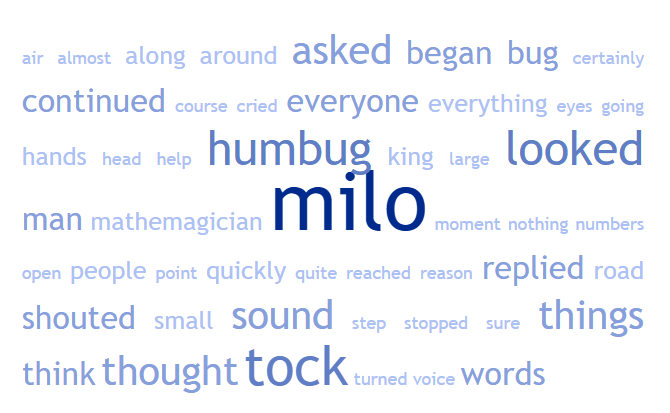 air almost along around asked began bug certainly
continued course cried everyone everything eyes going
hands head help humbug king large looked
man mathemagician milo moment nothing numbers
open people point quickly quite reached reason replied road
shouted small sound step stopped sure things
think thought tock turned voice words